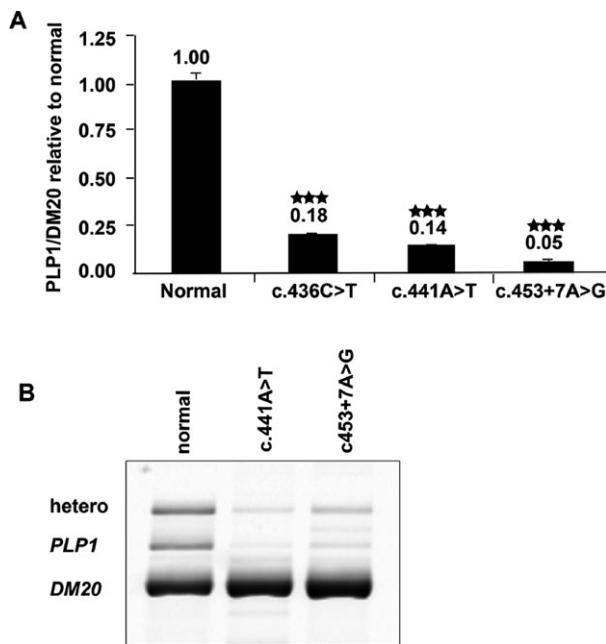 A
PLP1/DM20 relative to normal
1.25
1.00
0.75
0.50
0.25
0.00
1.00
★★★
0.18
★★★
0.14
★★★
0.05
Normal
c.436C>T
c.441A>T
c.453+7A>G
B
normal
c.441A>T
c453+7A>G
hetero
PLP1
DM20